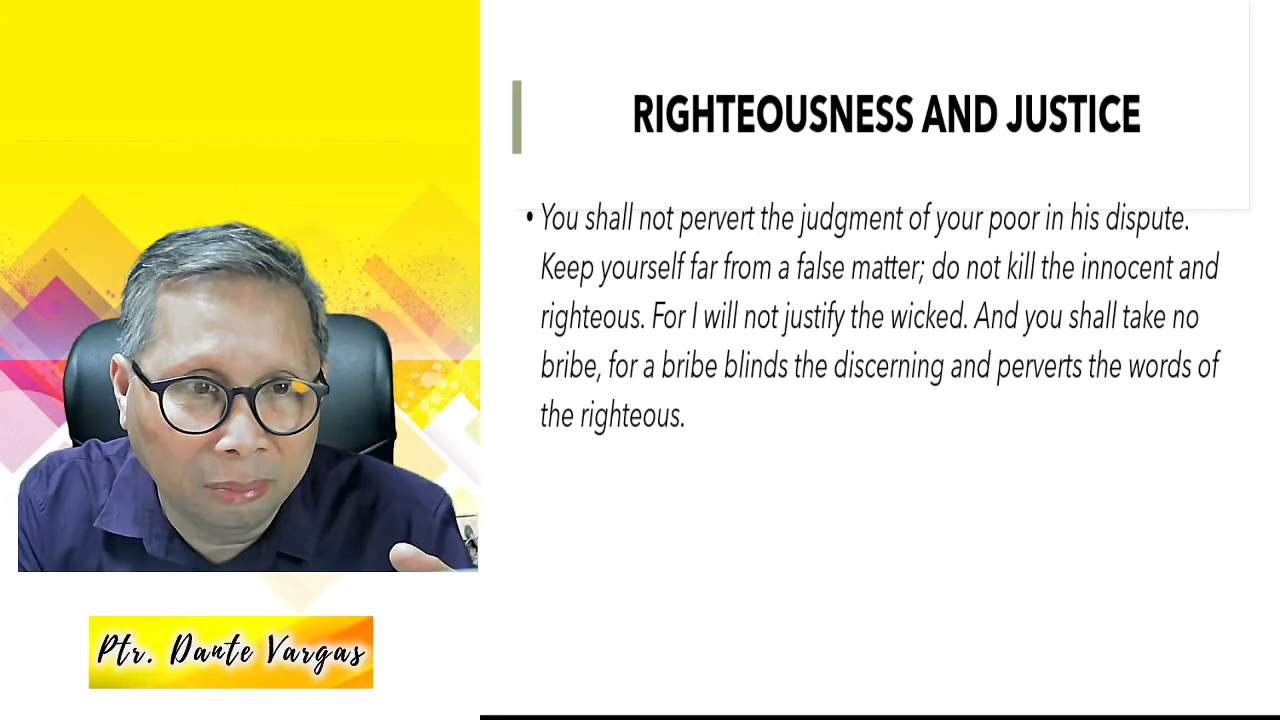 RIGHTEOUSNESS AND JUSTICE
• You shall not pervert the judgment of your poor in his dispute.
Keep yourself far from a false matter; do not kill the innocent and
righteous. For I will not justify the wicked. And you shall take no
bribe, for a bribe blinds the discerning and perverts the words of
the righteous.
Ptr. Dante Vargas